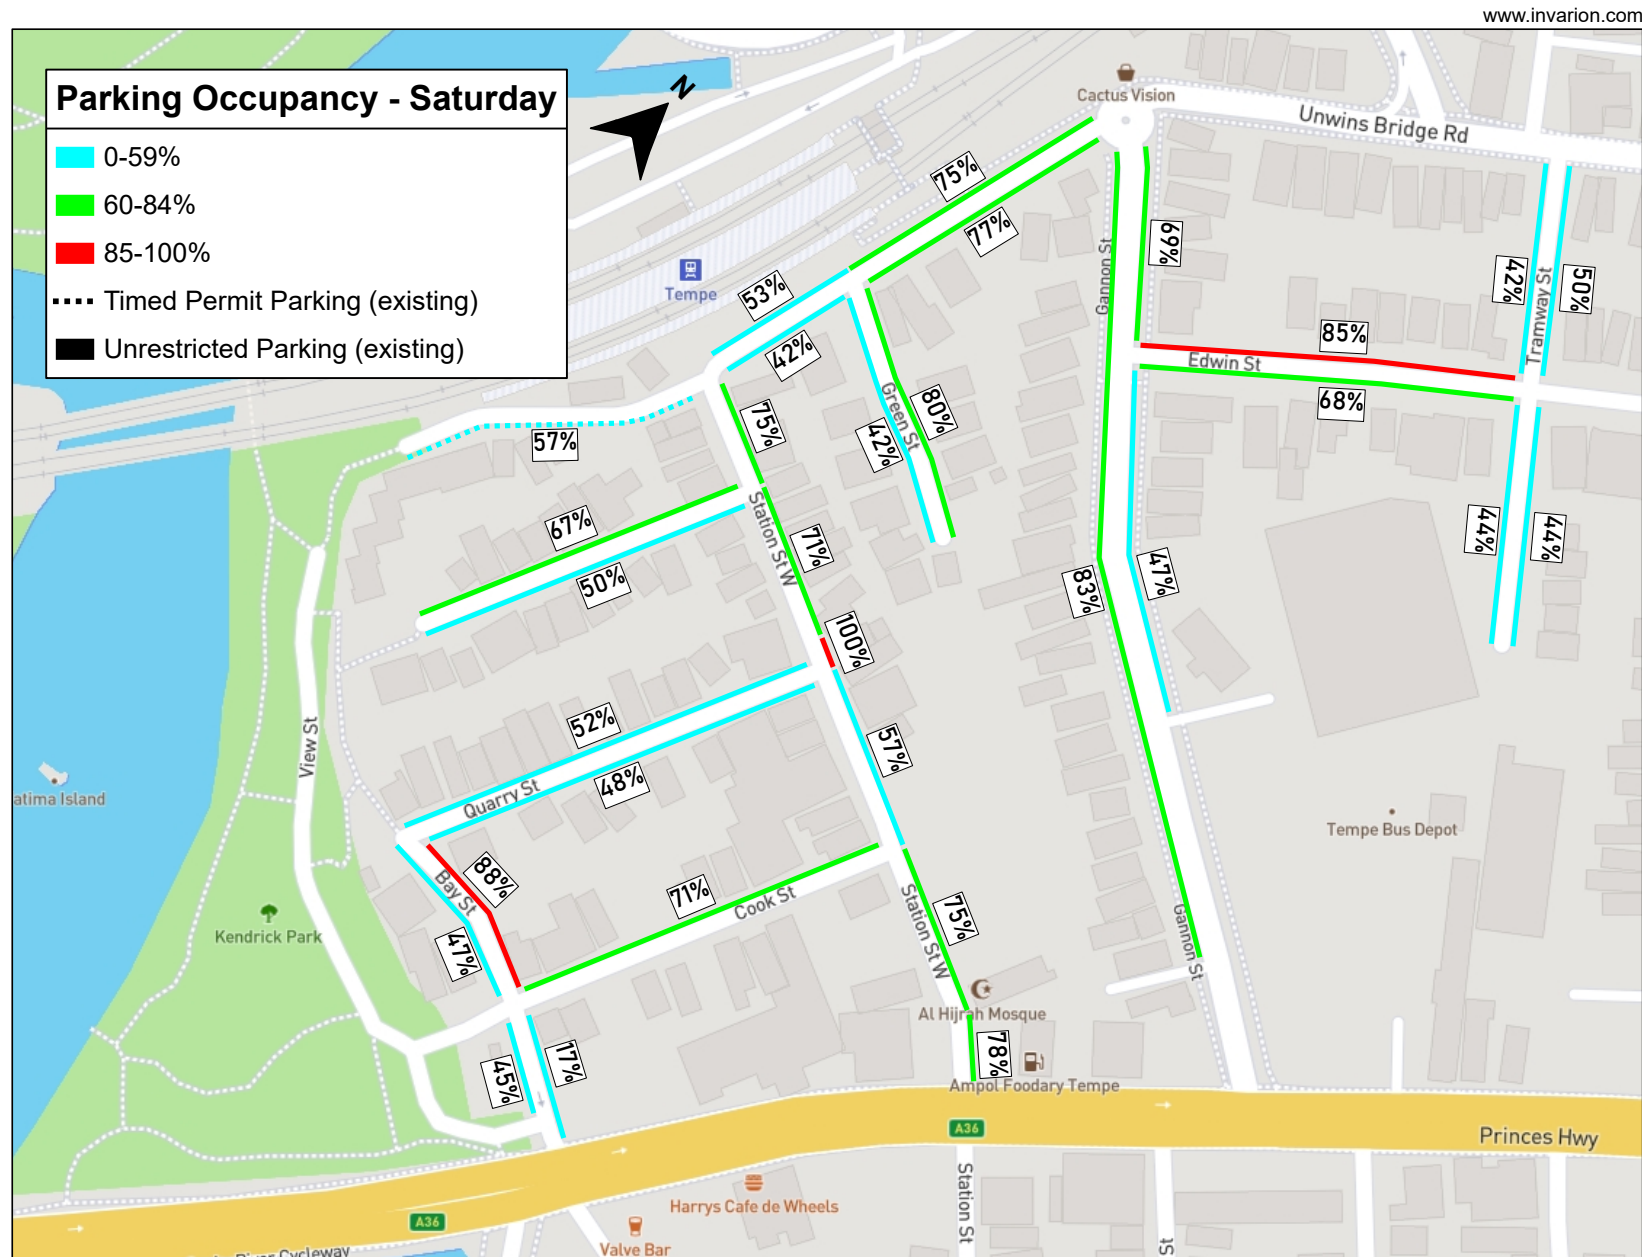 www.invarion.com
Parking Occupancy - Saturday
0-59%
60-84%
85-100%
Timed Permit Parking (existing)
Unrestricted Parking (existing)
N
Cactus Vision
Unwins Bridge Rd
75%
77%
69%
Gannon St
42%
50%
Tramway St
Tempe
53%
42%
85%
Edwin St
68%
75%
Green St
80%
42%
57%
67%
50%
Station St W
71%
44%
44%
83%
47%
100%
52%
48%
57%
View St
Quarry St
atima Island
Tempe Bus Depot
88%
Bay St
71%
Cook St
Station St W
75%
Kendrick Park
47%
Gannon St
Al Hijrah Mosque
45%
17%
78%
Ampol Foodary Tempe
A36
Princes Hwy
Station St
Harrys Cafe de Wheels
A36
Valve Bar
River Cycleway
St